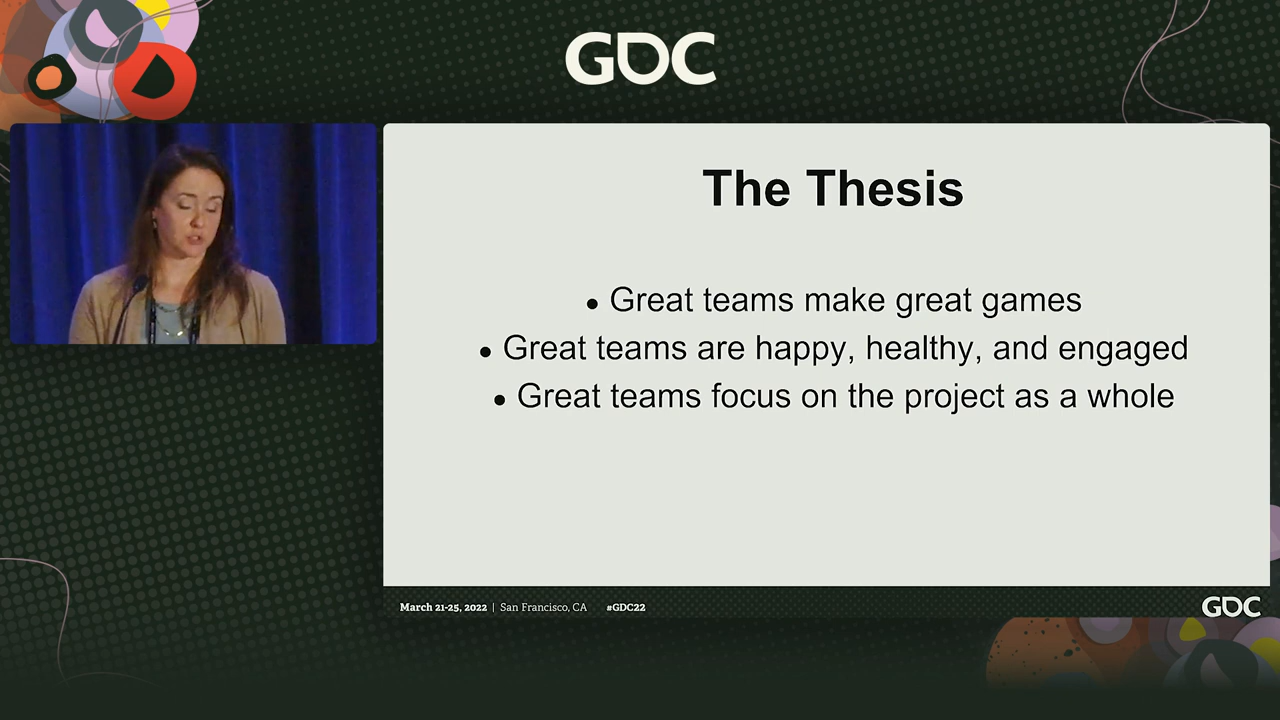 GDC
The Thesis
• Great teams make great games
• Great teams are happy, healthy, and engaged
• Great teams focus on the project as a whole
March 21-25, 2022 | San Francisco, CA #GDC22
GDC